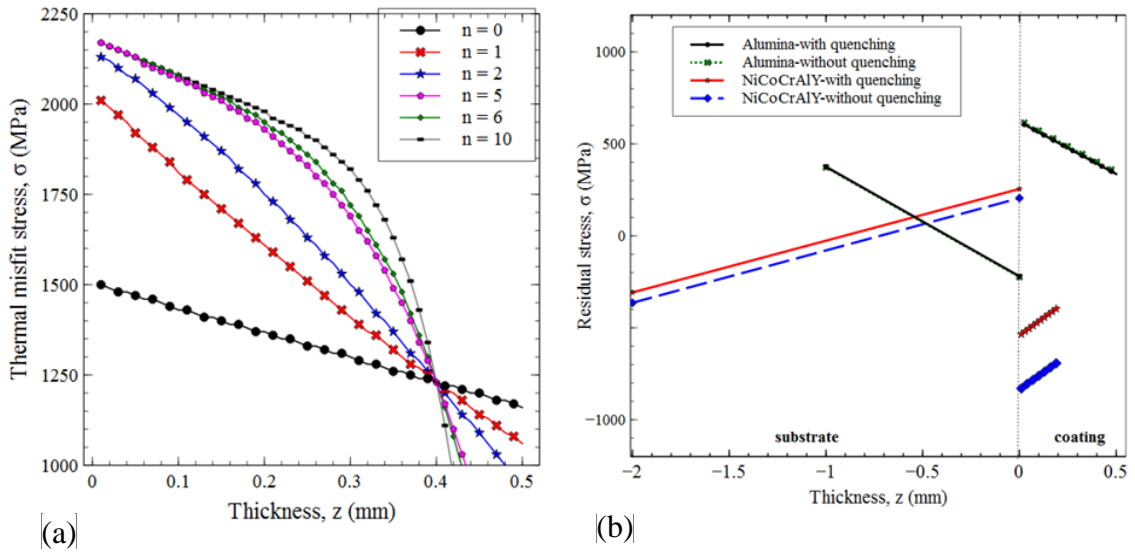 2250
2000
1750
1500
1250
1000
Thermal misfit stress, σ (MPa)
n = 0
n = 1
n = 2
n = 5
n = 6
n = 10
0
0.1
0.2
0.3
0.4
0.5
Thickness, z (mm)
(a)
1000
500
0
−1000
Residual stress, σ (MPa)
Alumina-with quenching
Alumina-without quenching
NiCoCrAlY-with quenching
NiCoCrAlY-without quenching
substrate
coating
−2
−1.5
−1
−0.5
0
0.5
Thickness, z (mm)
(b)